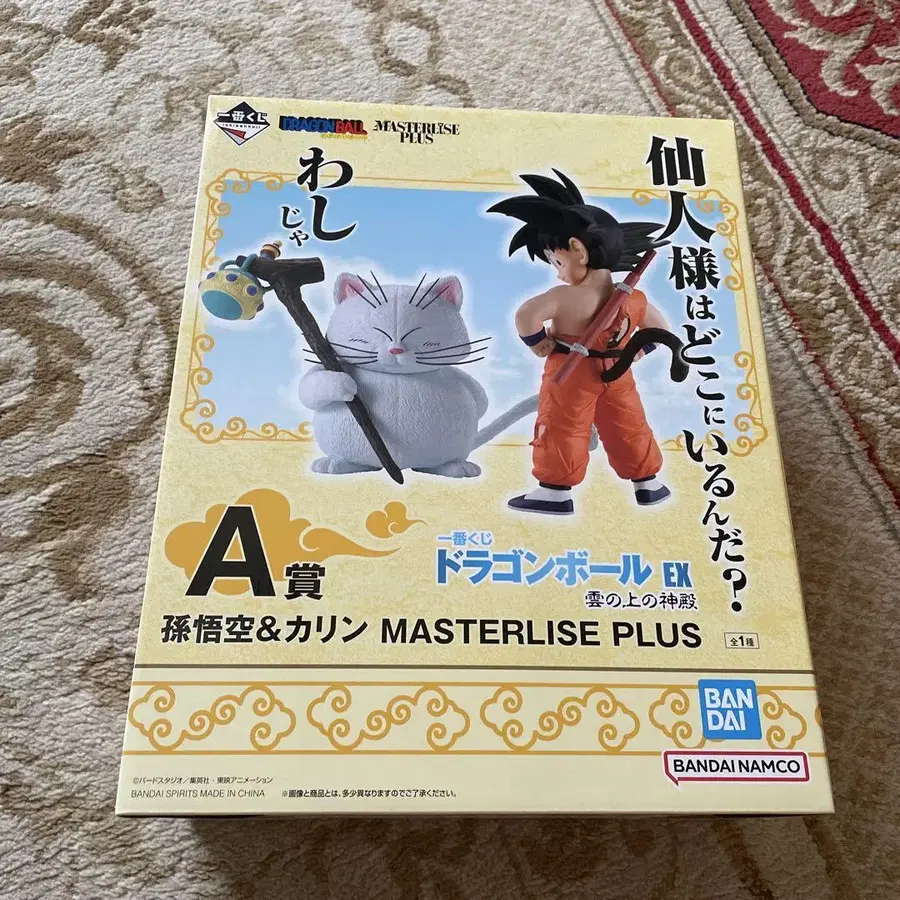 一番くじ
DRAGONBALL
MASTERLISE
PLUS
仙人様はどこにいるんだ?
わし
じゃ
A賞
一番くじ
ドラゴンボール EX
雲の上の神殿
孫悟空&カリン MASTERLISE PLUS
全1種
BAN
DAI
BANDAI NAMCO
©バードスタジオ/集英社・東映アニメーション
BANDAI SPIRITS MADE IN CHINA ※画像と商品とは、多少異なりますのでご了承ください。